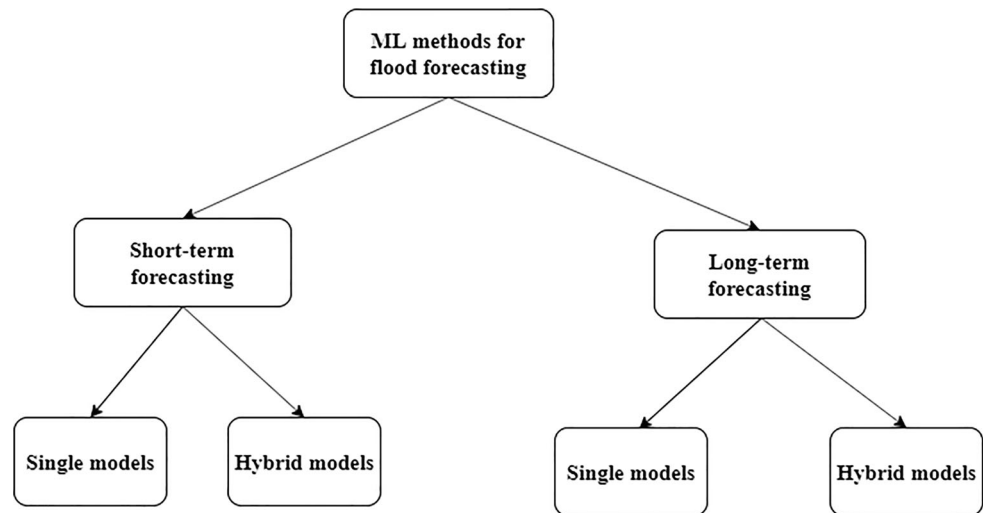 ML methods for
flood forecasting
Short-term
forecasting
Long-term
forecasting
Single models
Hybrid models
Single models
Hybrid models